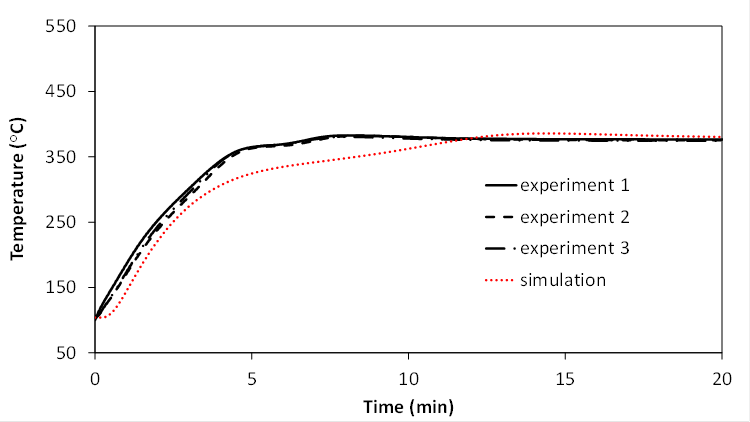 550
450
350
250
150
50
Temperature (°C)
0 5 10 15 20
Time (min)
experiment 1
experiment 2
experiment 3
simulation